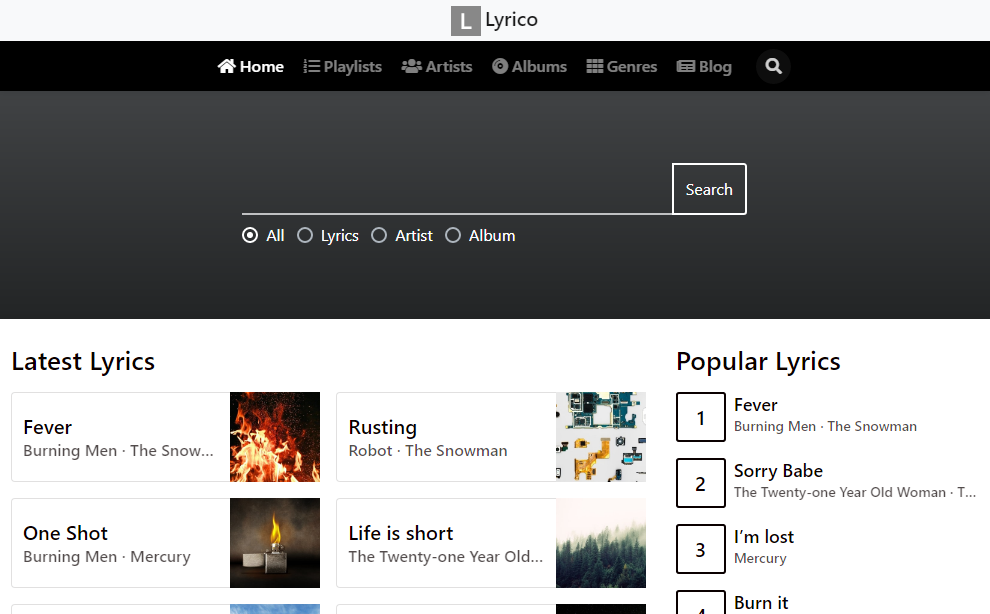 L Lyrico
Home Playlists Artists Albums Genres Blog
Search
All Lyrics Artist Album
Latest Lyrics
Fever
Burning Men · The Snow...
Rusting
Robot · The Snowman
One Shot
Burning Men · Mercury
Life is short
The Twenty-one Year Old...
Popular Lyrics
1
Fever
Burning Men · The Snowman
2
Sorry Babe
The Twenty-one Year Old Woman · T...
3
I’m lost
Mercury
4
Burn it